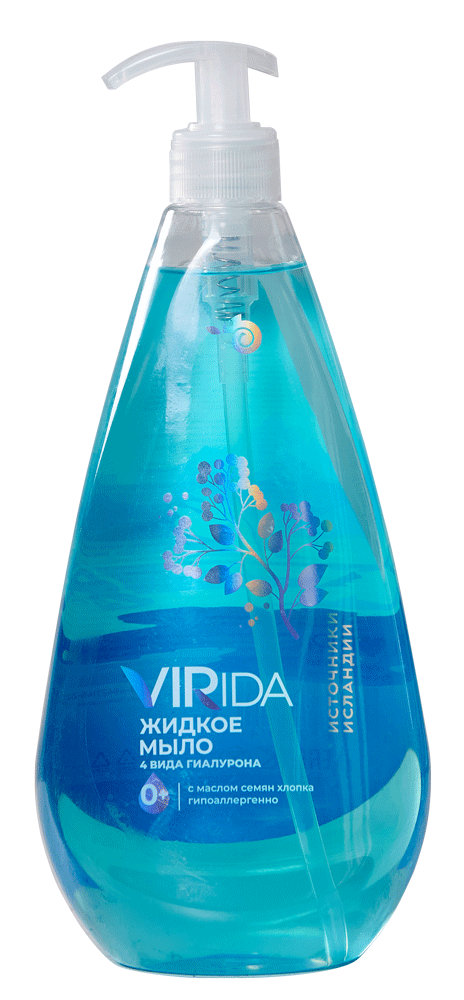 VIRIDA
ЖИДКОЕ
МЫЛО
4 ВИДА ГИАЛУРОНА
0+
с маслом семян хлопка
гипоаллергенно
ИСТОЧНИКИ
ИСЛАНДИИ